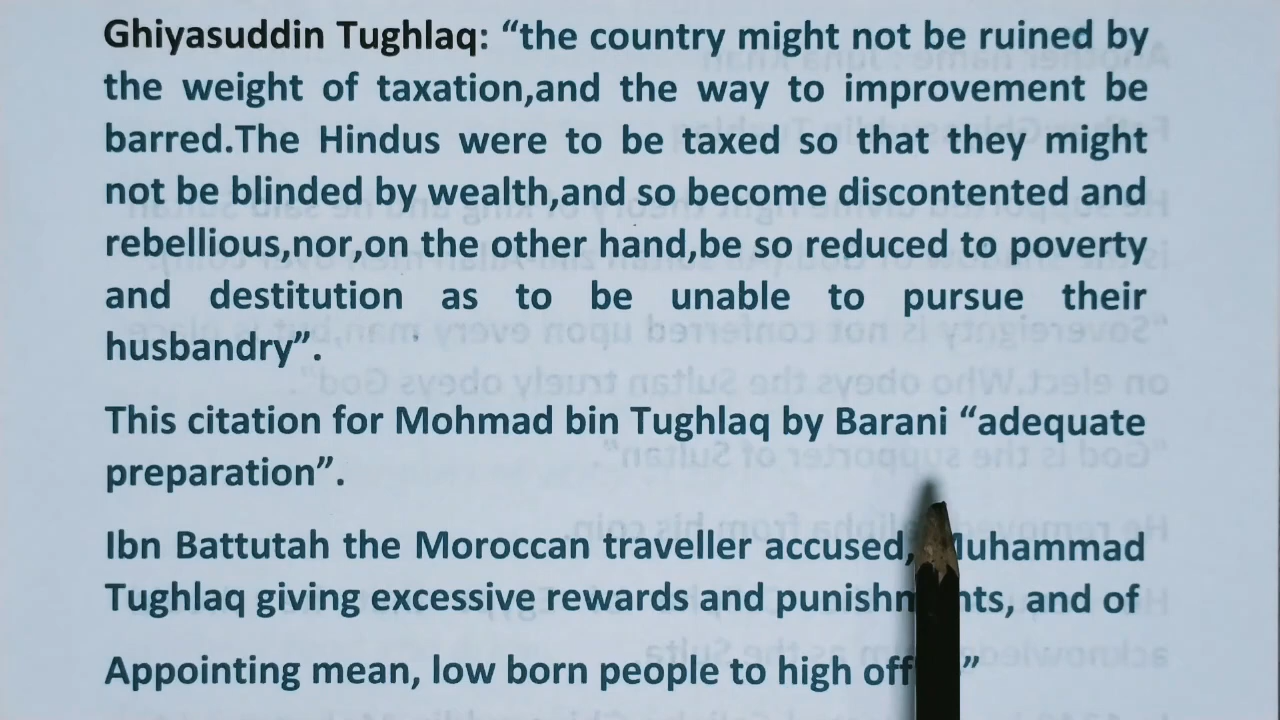 Ghiyasuddin Tughlaq: “the country might not be ruined by
the weight of taxation,and the way to improvement be
barred.The Hindus were to be taxed so that they might
not be blinded by wealth,and so become discontented and
rebellious,nor,on the other hand,be so reduced to poverty
and destitution as to be unable to pursue their
husbandry”.
This citation for Mohmad bin Tughlaq by Barani “adequate
preparation”.
Ibn Battutah the Moroccan traveller accused, Muhammad
Tughlaq giving excessive rewards and punishments, and of
Appointing mean, low born people to high ”